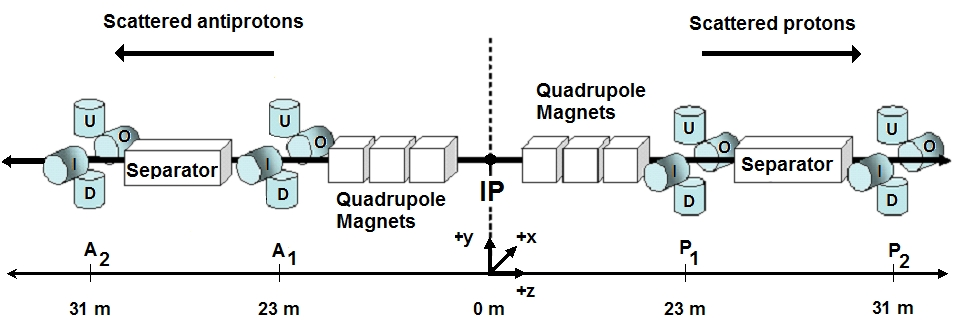 Scattered antiprotons
Scattered protons
Quadrupole
Magnets
U
O
I
D
Separator
U
O
I
D
Quadrupole
Magnets
IP
U
O
I
D
Separator
U
O
I
D
+y
+x
+z
A2
A1
P1
P2
31 m
23 m
0 m
23 m
31 m